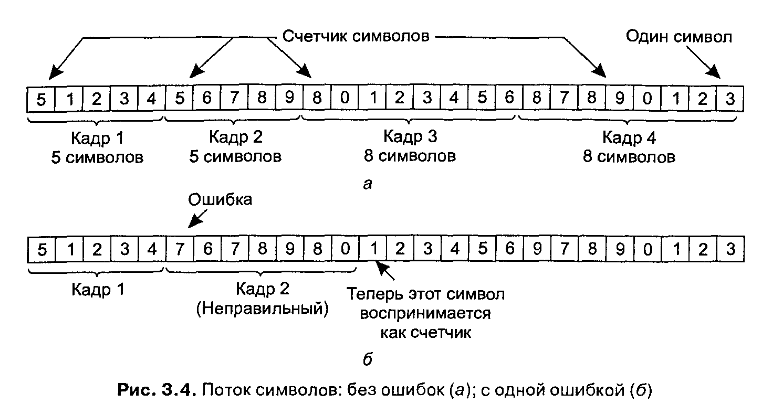 Счетчик символов
Один символ
5 1 2 3 4 5 6 7 8 9 8 0 1 2 3 4 5 6 8 7 8 9 0 1 2 3
Кадр 1 Кадр 2 Кадр 3 Кадр 4
5 символов 5 символов 8 символов 8 символов
а
Ошибка
5 1 2 3 4 7 6 7 8 9 8 0 1 2 3 4 5 6 9 7 8 9 0 1 2 3
Кадр 1 Кадр 2
(Неправильный)
Теперь этот символ
воспринимается
как счетчик
б
Рис. 3.4. Поток символов: без ошибок (а); с одной ошибкой (б)